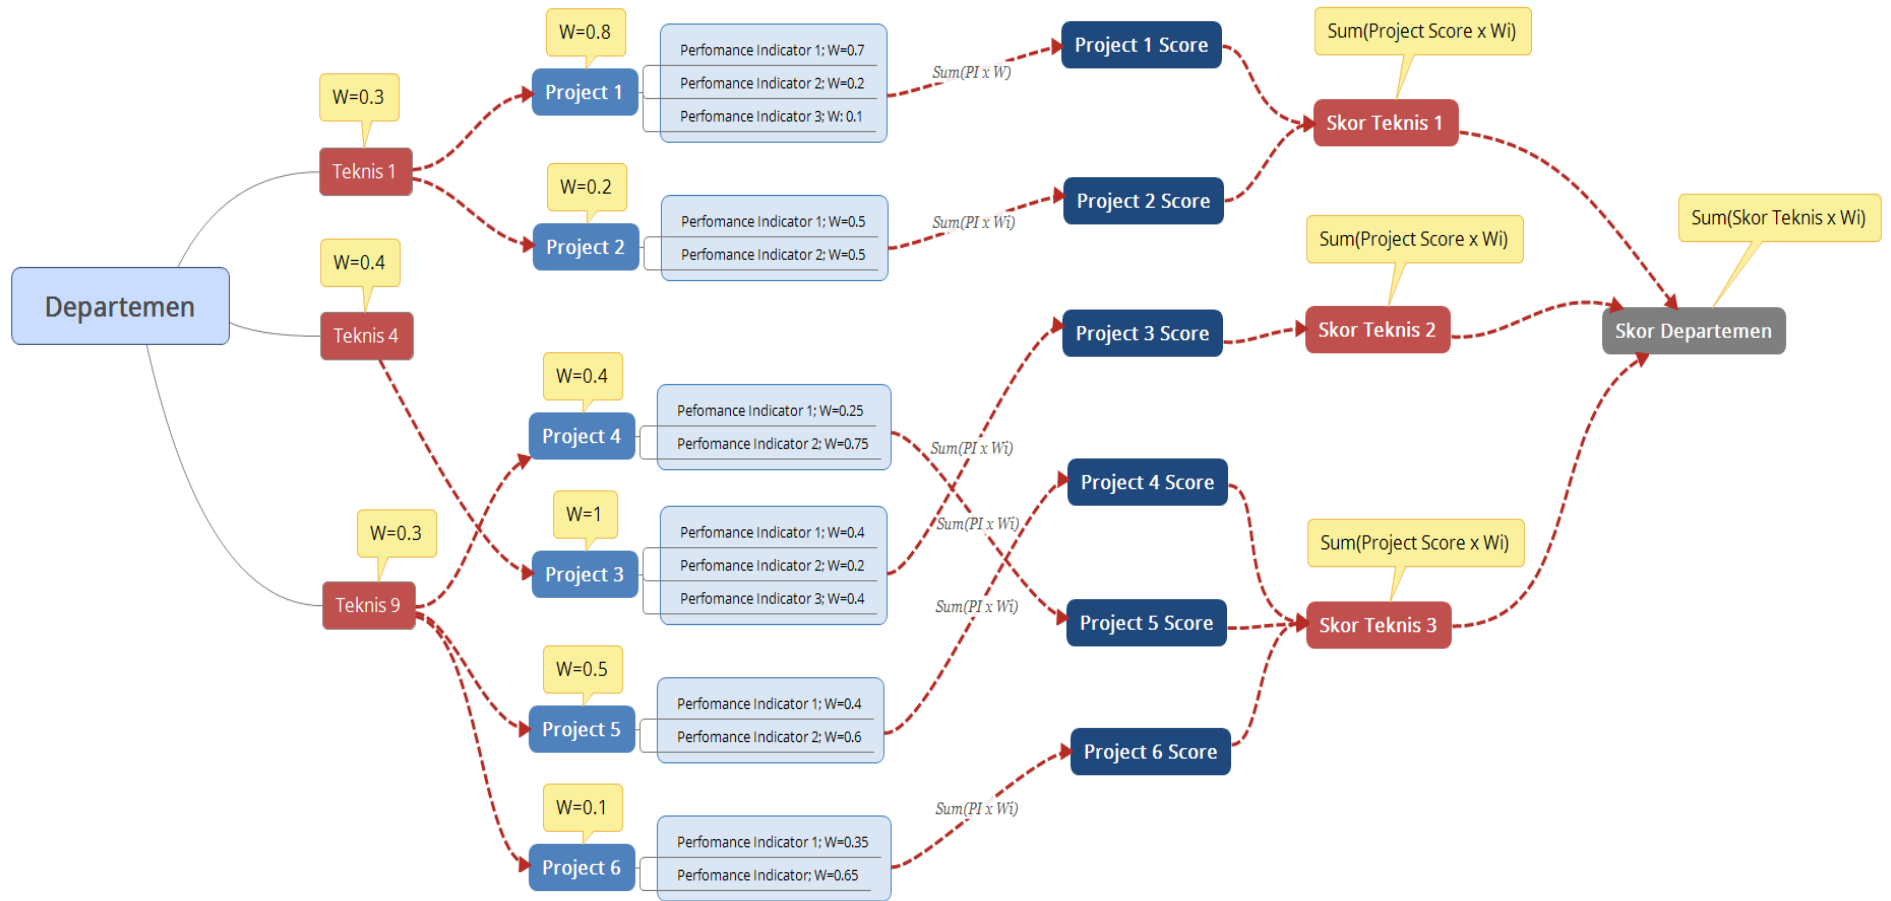 Departemen
W=0.3
Teknis 1
W=0.4
Teknis 4
W=0.3
Teknis 9
W=0.8
Project 1
Perfomance Indicator 1; W=0.7
Perfomance Indicator 2; W=0.2
Perfomance Indicator 3; W: 0.1
W=0.2
Project 2
Perfomance Indicator 1; W=0.5
Perfomance Indicator 2; W=0.5
W=0.4
Project 4
Pefomance Indicator 1; W=0.25
Perfomance Indicator 2; W=0.75
W=1
Project 3
Perfomance Indicator 1; W=0.4
Perfomance Indicator 2; W=0.2
Perfomance Indicator 3; W=0.4
W=0.5
Project 5
Perfomance Indicator 1; W=0.4
Perfomance Indicator 2; W=0.6
W=0.1
Project 6
Perfomance Indicator 1; W=0.35
Perfomance Indicator; W=0.65
Sum(PI x W)
Sum(PI x Wi)
Sum(PI x Wi)
Sum(PI x Wi)
Sum(PI x Wi)
Sum(PI x Wi)
Project 1 Score
Project 2 Score
Project 3 Score
Project 4 Score
Project 5 Score
Project 6 Score
Sum(Project Score x Wi)
Skor Teknis 1
Sum(Project Score x Wi)
Skor Teknis 2
Sum(Project Score x Wi)
Skor Teknis 3
Sum(Skor Teknis x Wi)
Skor Departemen